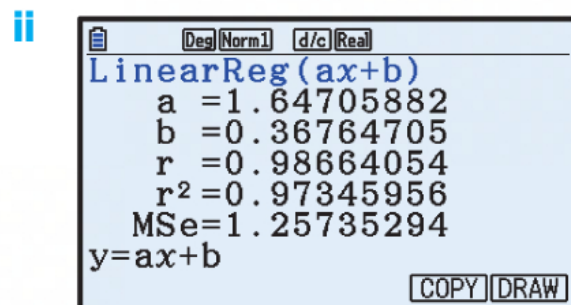 ii
Deg Norm1 d/c Real
LinearReg(ax+b)
a =1.64705882
b =0.36764705
r =0.98664054
r²=0.97345956
MSe=1.25735294
y=ax+b
COPY DRAW